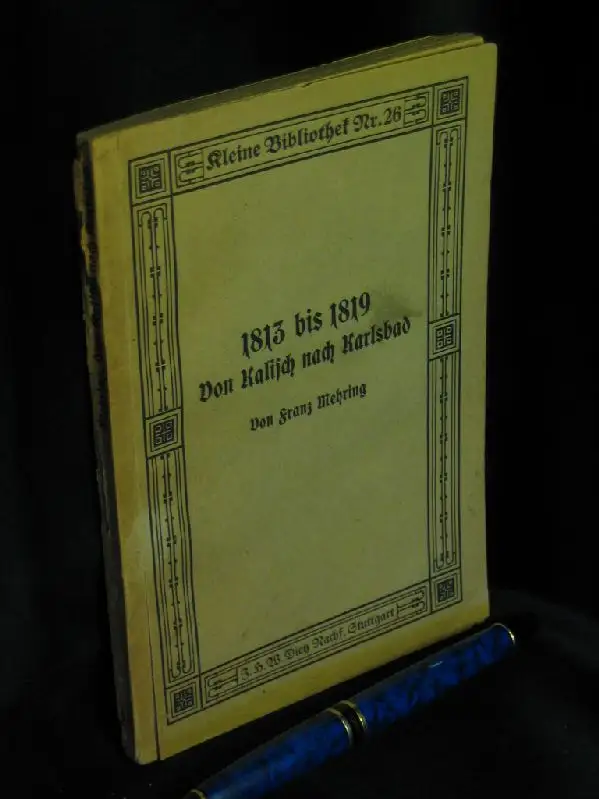 Kleine Bibliothek Nr. 26
1813 bis 1819
Von Kalisch nach Karlsbad
Von Franz Mehring
J. H. W. Dietz Nachf. Stuttgart